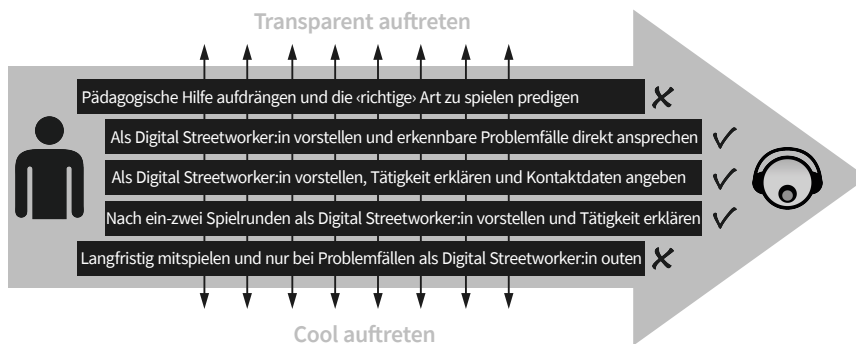 Transparent auftreten
Pädagogische Hilfe aufdrängen und die ‹richtige› Art zu spielen predigen
Als Digital Streetworker:in vorstellen und erkennbare Problemfälle direkt ansprechen
Als Digital Streetworker:in vorstellen, Tätigkeit erklären und Kontaktdaten angeben
Nach ein-zwei Spielrunden als Digital Streetworker:in vorstellen und Tätigkeit erklären
Langfristig mitspielen und nur bei Problemfällen als Digital Streetworker:in outen
Cool auftreten